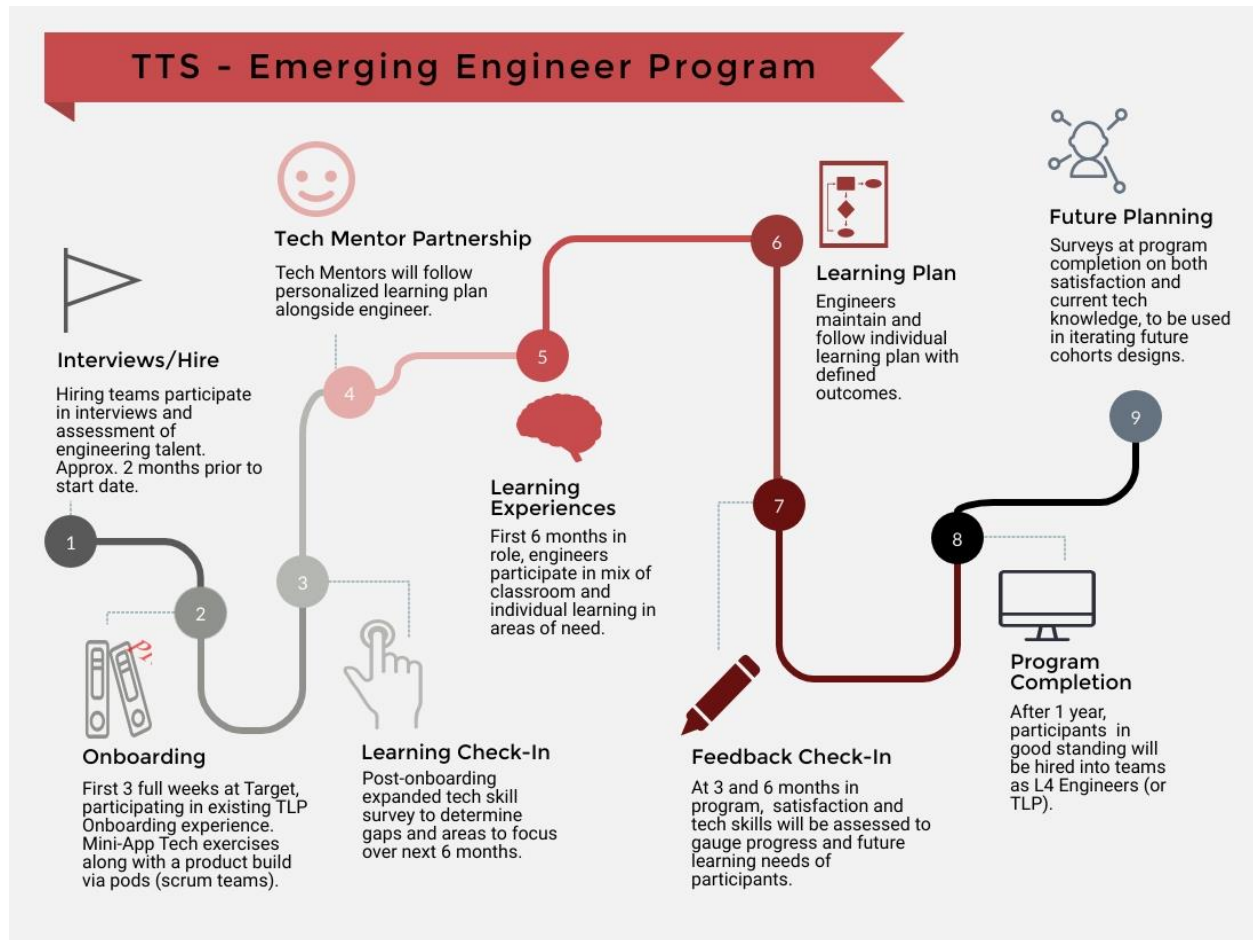 TTS - Emerging Engineer Program
1
Interviews/Hire
Hiring teams participate
in interviews and
assessment of
engineering talent.
Approx. 2 months prior to
start date.
2
Onboarding
First 3 full weeks at Target,
participating in existing TLP
Onboarding experience.
Mini-App Tech exercises
along with a product build
via pods (scrum teams).
3
Learning Check-In
Post-onboarding
expanded tech skill
survey to determine
gaps and areas to focus
over next 6 months.
4
Tech Mentor Partnership
Tech Mentors will follow
personalized learning plan
alongside engineer.
5
Learning
Experiences
First 6 months in
role, engineers
participate in mix of
classroom and
individual learning in
areas of need.
6
Learning Plan
Engineers
maintain and
follow individual
learning plan with
defined
outcomes.
7
Feedback Check-In
At 3 and 6 months in
program, satisfaction and
tech skills will be assessed to
gauge progress and future
learning needs of
participants.
8
Program
Completion
After 1 year,
participants in
good standing will
be hired into teams
as L4 Engineers (or
TLP).
9
Future Planning
Surveys at program
completion on both
satisfaction and
current tech
knowledge, to be used
in iterating future
cohorts designs.